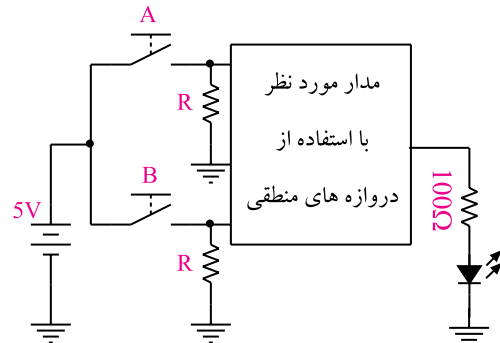 A
مدار مورد نظر
R
با استفاده از
B
دروازه های منطقی
100Ω
5V
R